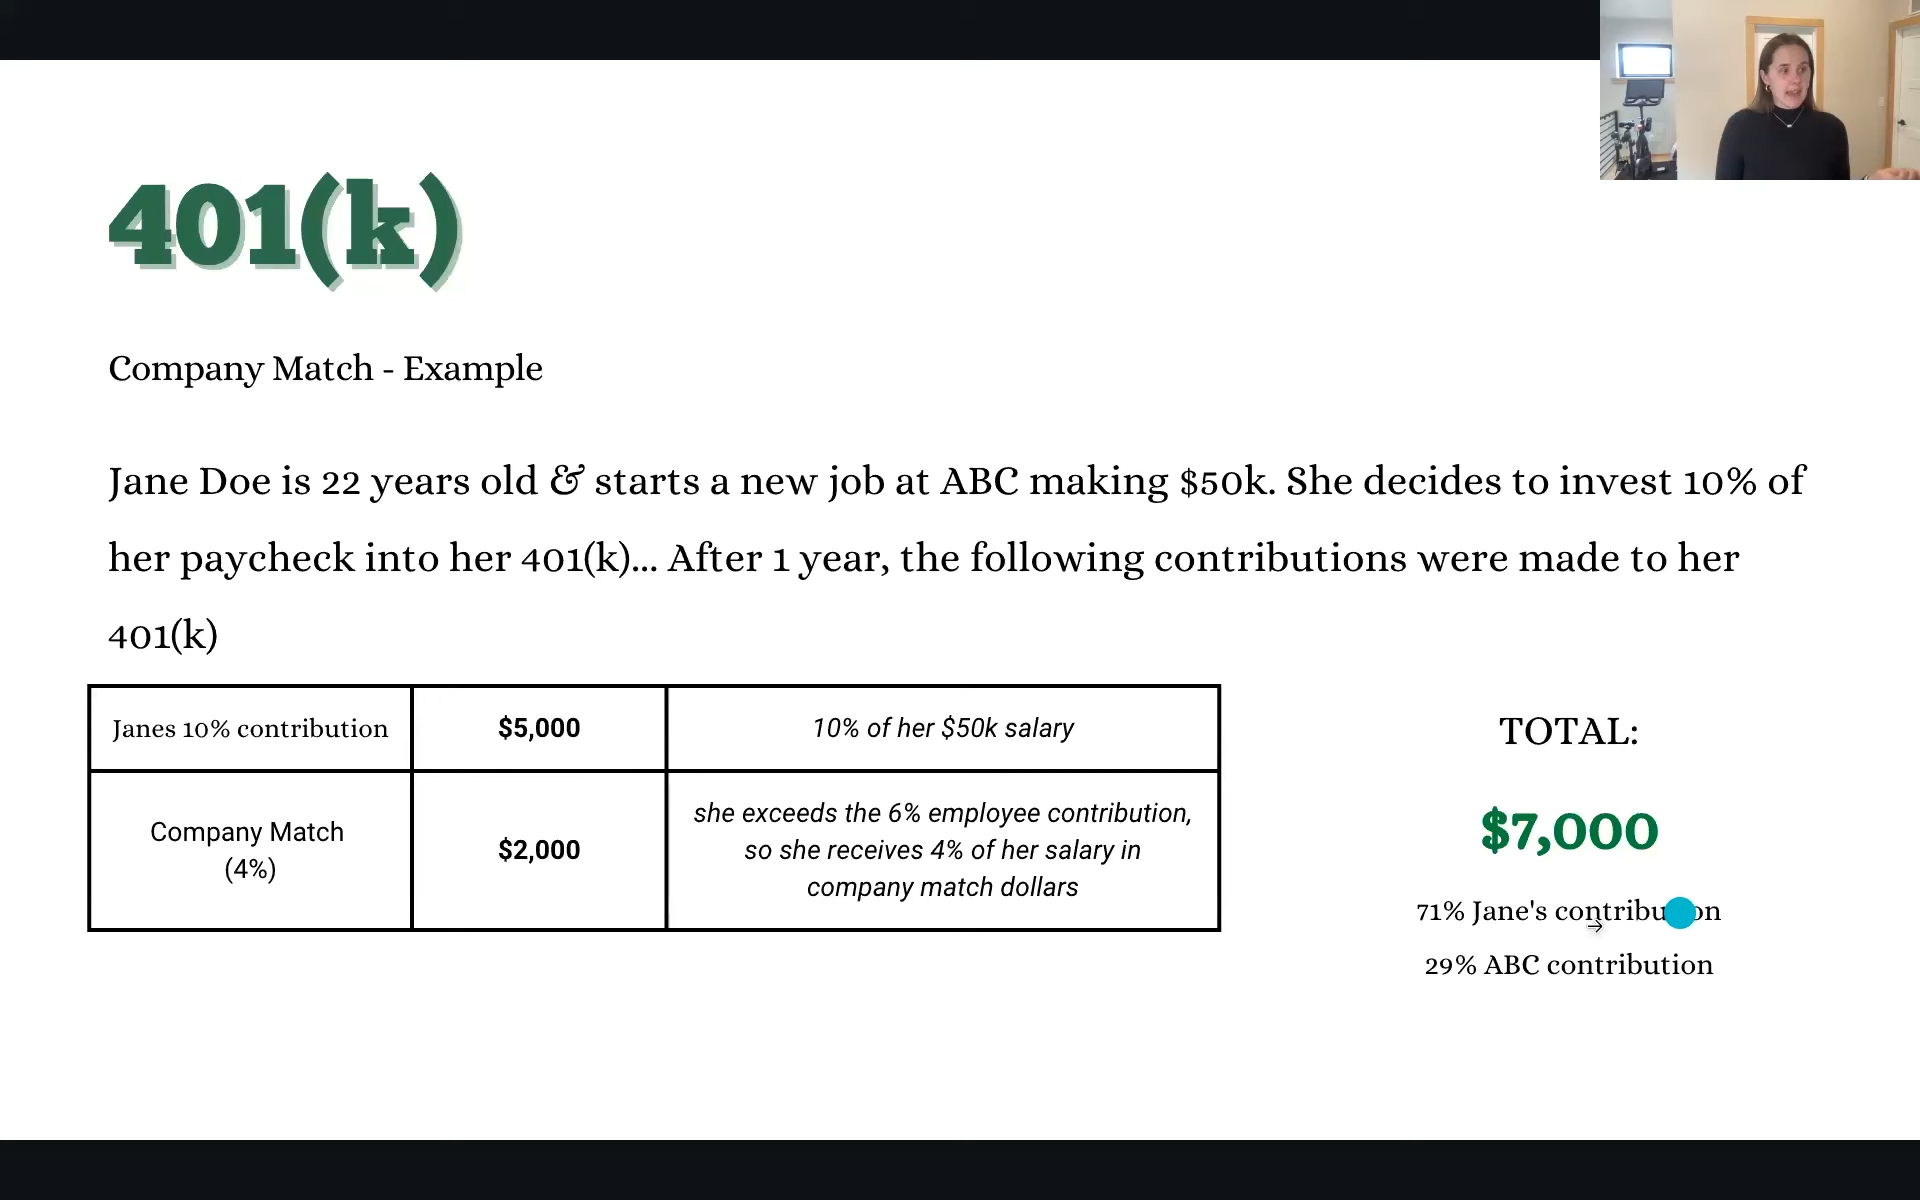 401(k)
Company Match - Example
Jane Doe is 22 years old & starts a new job at ABC making $50k. She decides to invest 10% of
her paycheck into her 401(k)... After 1 year, the following contributions were made to her
401(k)
Janes 10% contribution
$5,000
10% of her $50k salary
Company Match
(4%)
$2,000
she exceeds the 6% employee contribution,
so she receives 4% of her salary in
company match dollars
TOTAL:
$7,000
71% Jane's contribution
29% ABC contribution